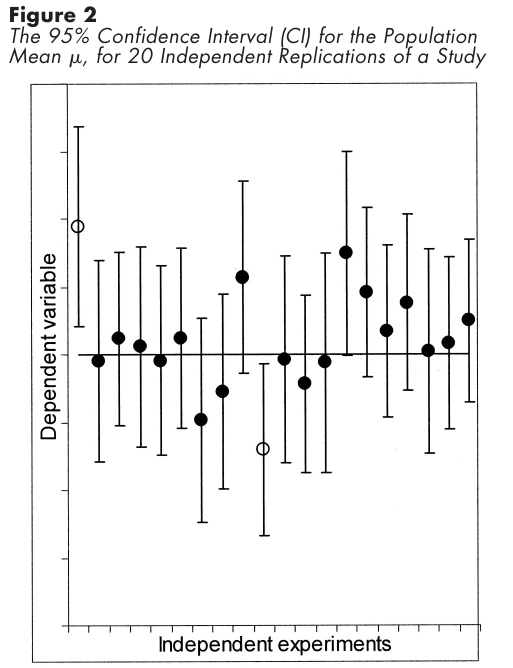 Figure 2
The 95% Confidence Interval (CI) for the Population
Mean μ, for 20 Independent Replications of a Study
Dependent variable
Independent experiments